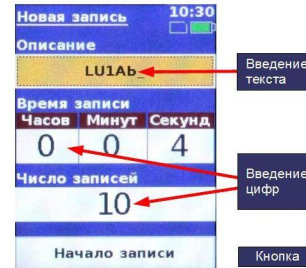 Новая запись 10:30
Описание
LU1Ab_
Введение
текста
Время записи
Часов Минут Секунд
0 0 4
Введение
цифр
Число записей
10
Начало записи
Кнопка